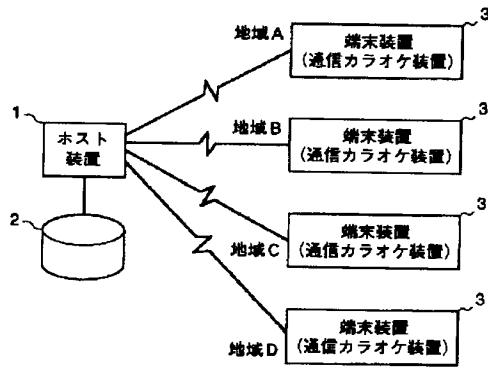 地域A
3
端末装置
(通信カラオケ装置)
1
ホスト
装置
地域B
3
端末装置
(通信カラオケ装置)
2
地域C
3
端末装置
(通信カラオケ装置)
地域D
3
端末装置
(通信カラオケ装置)